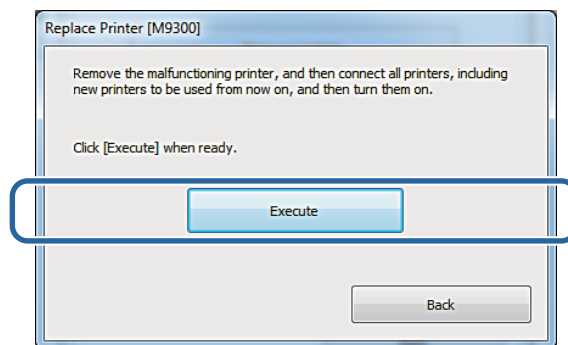 Replace Printer [M9300]
Remove the malfunctioning printer, and then connect all printers, including
new printers to be used from now on, and then turn them on.
Click [Execute] when ready.
Execute
Back